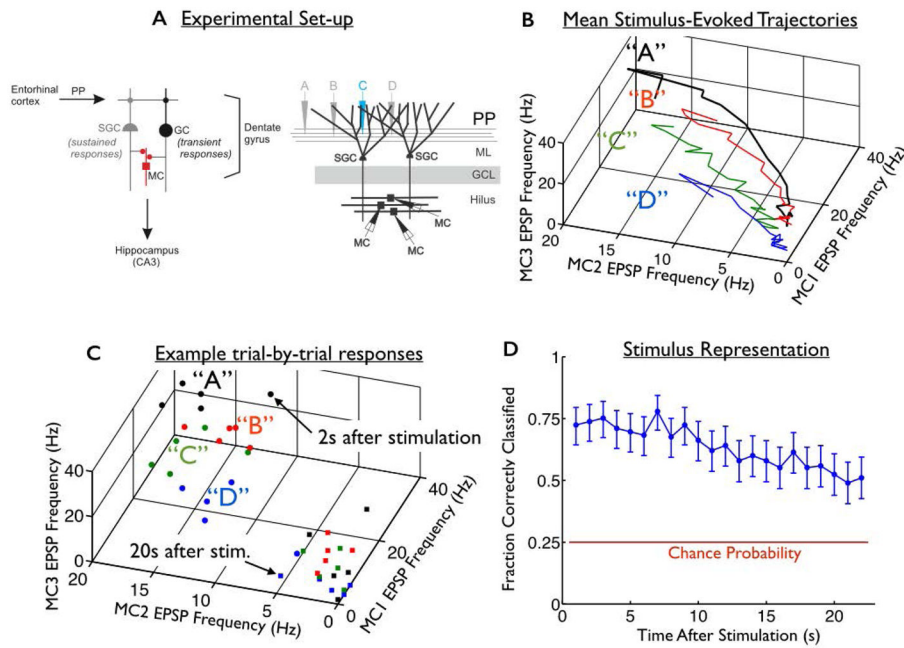 A Experimental Set-up
Entorhinal
cortex
PP
SGC
(sustained
responses)
GC
(transient
responses)
MC
Dentate
gyrus
Hippocampus
(CA3)
A B C D
PP
SGC
SGC
ML
GCL
Hilus
MC
MC
MC
MC
B Mean Stimulus-Evoked Trajectories
"A"
"B"
"C"
"D"
MC3 EPSP Frequency (Hz)
40
20
0
20
15
10
5
0
MC2 EPSP Frequency (Hz)
0
20
40
MC1 EPSP Frequency (Hz)
C Example trial-by-trial responses
"A"
"B"
"C"
"D"
2s after stimulation
20s after stim.
MC3 EPSP Frequency (Hz)
40
20
0
20
15
10
5
0
MC2 EPSP Frequency (Hz)
0
20
40
MC1 EPSP Frequency (Hz)
D Stimulus Representation
Fraction Correctly Classified
1
0.75
0.5
0.25
0
Chance Probability
0 5 10 15 20
Time After Stimulation (s)